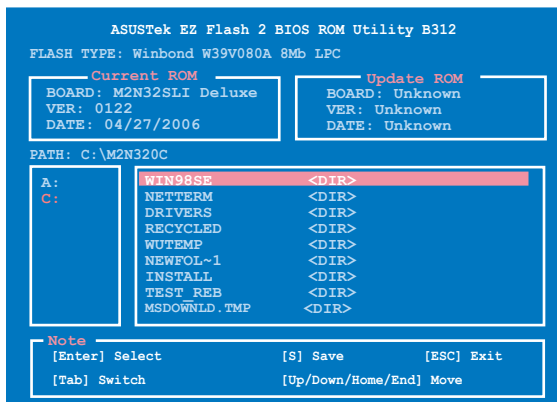 ASUSTek EZ Flash 2 BIOS ROM Utility B312
FLASH TYPE: Winbond W39V080A 8Mb LPC
Current ROM
BOARD: M2N32SLI Deluxe
VER: 0122
DATE: 04/27/2006
Update ROM
BOARD: Unknown
VER: Unknown
DATE: Unknown
PATH: C:\M2N320C
A:
C:
WIN98SE <DIR>
NETTERM <DIR>
DRIVERS <DIR>
RECYCLED <DIR>
WUTEMP <DIR>
NEWFOL~1 <DIR>
INSTALL <DIR>
TEST_REB <DIR>
MSDOWNLD.TMP <DIR>
Note
[Enter] Select [S] Save [ESC] Exit
[Tab] Switch [Up/Down/Home/End] Move